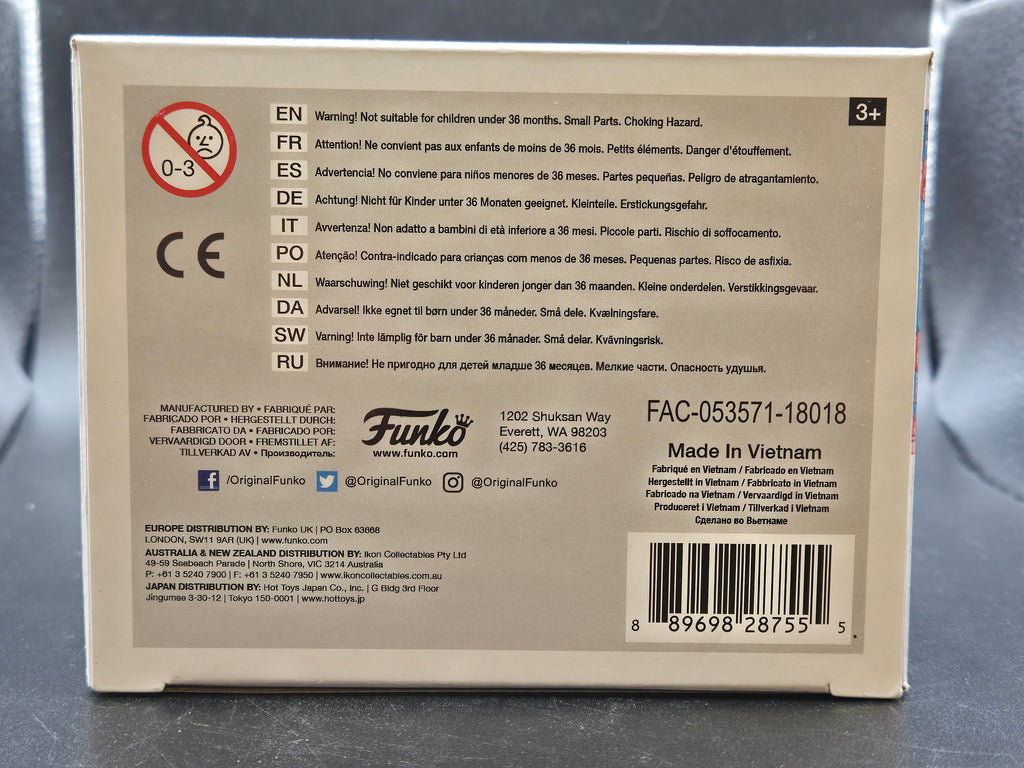 0-3
3+
EN Warning! Not suitable for children under 36 months. Small Parts. Choking Hazard.
FR Attention! Ne convient pas aux enfants de moins de 36 mois. Petits éléments. Danger d'étouffement.
ES Advertencia! No conviene para niños menores de 36 meses. Partes pequeñas. Peligro de atragantamiento.
DE Achtung! Nicht für Kinder unter 36 Monaten geeignet. Kleinteile. Erstickungsgefahr.
IT Avvertenza! Non adatto a bambini di età inferiore a 36 mesi. Piccole parti. Rischio di soffocamento.
PO Atenção! Contra-indicado para crianças com menos de 36 meses. Pequenas partes. Risco de asfixia.
NL Waarschuwing! Niet geschikt voor kinderen jonger dan 36 maanden. Kleine onderdelen. Verstikkingsgevaar.
DA Advarsel! Ikke egnet til børn under 36 måneder. Små dele. Kvælningsfare.
SW Varning! Inte lämplig för barn under 36 månader. Små delar. Kvävningsrisk.
RU Внимание! Не пригодно для детей младше 36 месяцев. Мелкие части. Опасность удушья.
CE
MANUFACTURED BY • FABRIQUÉ PAR:
FABRICADO POR • HERGESTELLT DURCH:
FABBRICATO DA • FABRICADO POR:
VERVAARDIGD DOOR • FREMSTILLET AF:
TILLVERKAD AV • Производитель:
Funko
www.funko.com
1202 Shuksan Way
Everett, WA 98203
(425) 783-3616
/OriginalFunko @OriginalFunko @OriginalFunko
FAC-053571-18018
Made In Vietnam
Fabriqué en Vietnam / Fabricado en Vietnam
Hergestellt in Vietnam / Fabbricato in Vietnam
Fabricado na Vietnam / Vervaardigd in Vietnam
Produceret i Vietnam / Tillverkad i Vietnam
Сделано во Вьетнаме
EUROPE DISTRIBUTION BY: Funko UK | PO Box 63668
LONDON, SW11 9AR (UK) | www.funko.com
AUSTRALIA & NEW ZEALAND DISTRIBUTION BY: Ikon Collectables Pty Ltd
49-59 Seabeach Parade | North Shore, VIC 3214 Australia
P: +61 3 5240 7900 | F: +61 3 5240 7950 | www.ikoncollectables.com.au
JAPAN DISTRIBUTION BY: Hot Toys Japan Co., Inc. | G Bldg 3rd Floor
Jingumae 3-30-12 | Tokyo 150-0001 | www.hottoys.jp
8 89698 28755 5